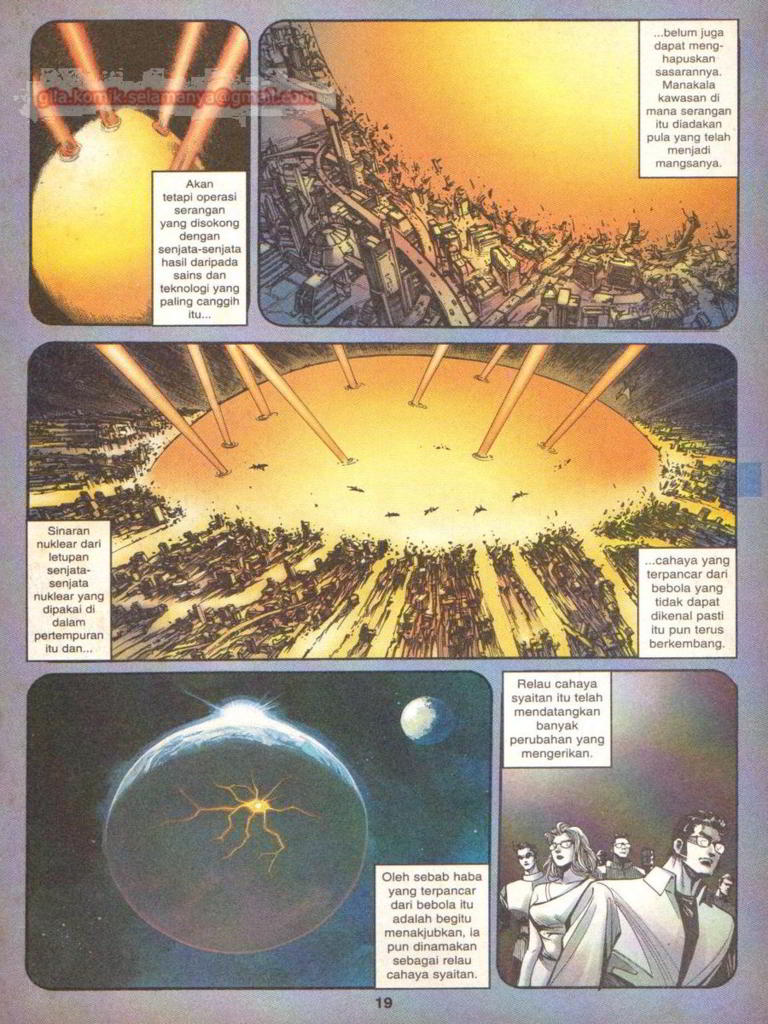 gila.komik.selamanya@gmail.com
Akan
tetapi operasi
serangan
yang disokong
dengan
senjata-senjata
hasil daripada
sains dan
teknologi yang
paling canggih
itu...
...belum juga
dapat meng-
hapuskan
sasarannya.
Manakala
kawasan di
mana serangan
itu diadakan
pula yang telah
menjadi
mangsanya.
Sinaran
nuklear dari
letupan
senjata-
senjata
nuklear yang
dipakai di
dalam
pertempuran
itu dan...
...cahaya yang
terpancar dari
bebola yang
tidak dapat
dikenal pasti
itu pun terus
berkembang.
Oleh sebab haba
yang terpancar
dari bebola itu
adalah begitu
menakjubkan, ia
pun dinamakan
sebagai relau
cahaya syaitan.
Relau cahaya
syaitan itu telah
mendatangkan
banyak
perubahan yang
mengerikan.
19